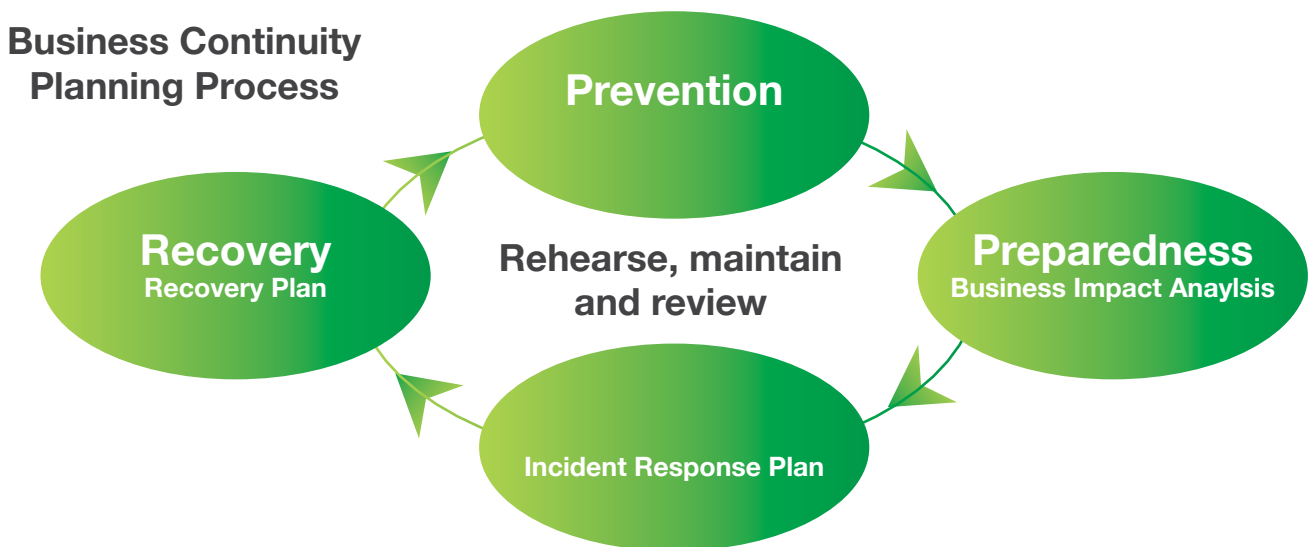 Business Continuity
Planning Process
Prevention
Recovery
Recovery Plan
Rehearse, maintain
and review
Preparedness
Business Impact Anaylsis
Incident Response Plan